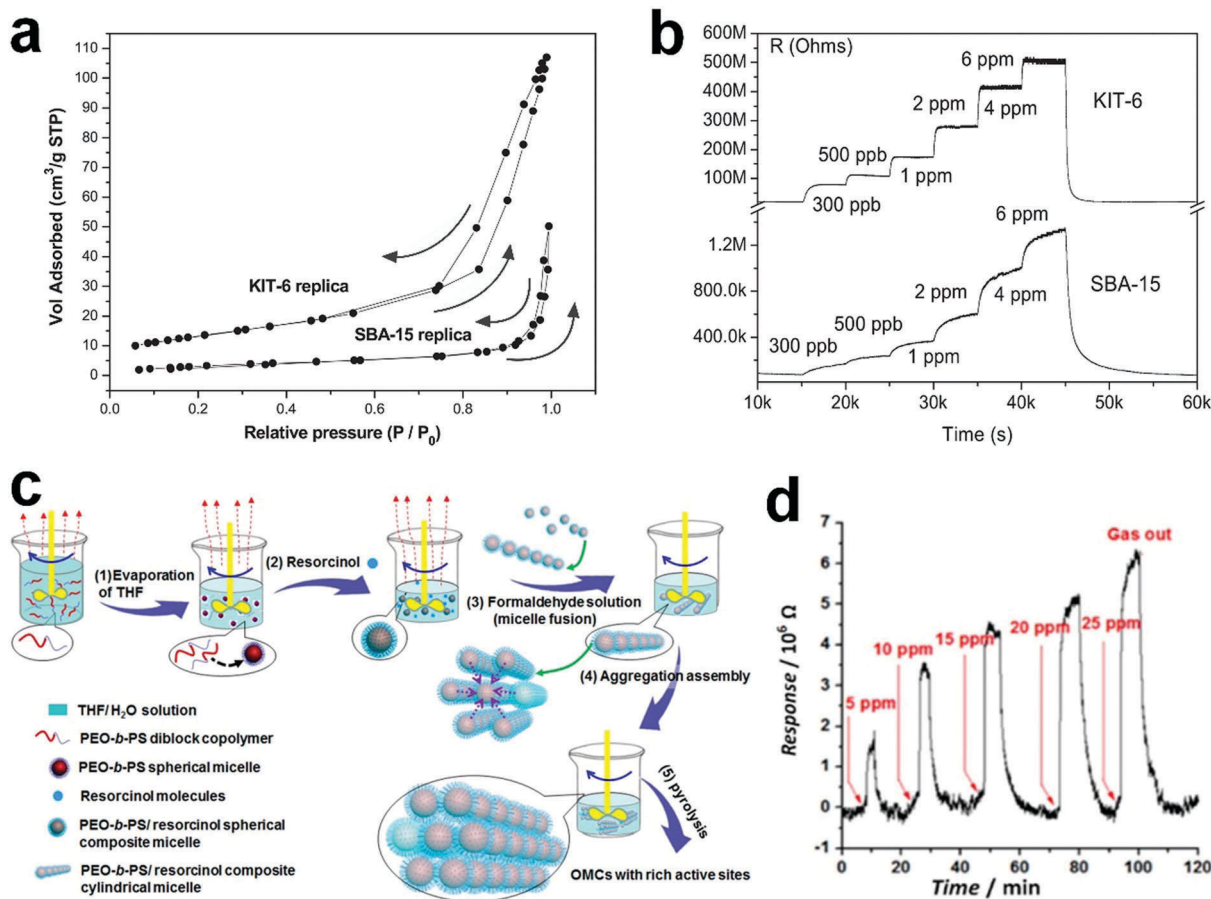 a
Vol Adsorbed (cm³/g STP)
110
100
90
80
70
60
50
40
30
20
10
0
KIT-6 replica
SBA-15 replica
0.0 0.2 0.4 0.6 0.8 1.0
Relative pressure (P / P₀)
b
R (Ohms)
600M
500M
400M
300M
200M
100M
1.2M
800.0k
400.0k
6 ppm
2 ppm
4 ppm
KIT-6
500 ppb
1 ppm
300 ppb
6 ppm
2 ppm
4 ppm
SBA-15
500 ppb
300 ppb
1 ppm
10k 20k 30k 40k 50k 60k
Time (s)
c
(1) Evaporation
of THF
(2) Resorcinol
(3) Formaldehyde solution
(micelle fusion)
(4) Aggregation assembly
(5) pyrolysis
OMCs with rich active sites
THF/H₂O solution
PEO-b-PS diblock copolymer
PEO-b-PS spherical micelle
Resorcinol molecules
PEO-b-PS/ resorcinol spherical
composite micelle
PEO-b-PS/ resorcinol composite
cylindrical micelle
d
Response / 10⁶ Ω
7
6
5
4
3
2
1
0
-1
Gas out
5 ppm
10 ppm
15 ppm
20 ppm
25 ppm
0 20 40 60 80 100 120
Time / min